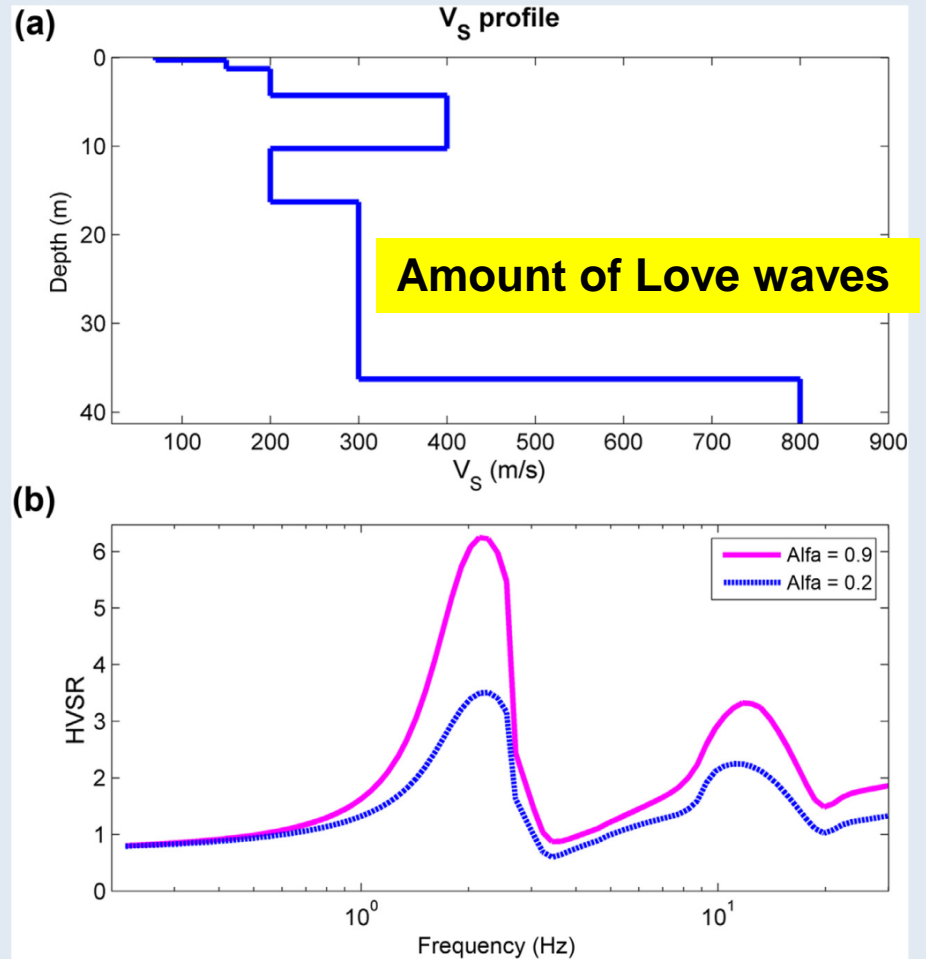 (a)
V_S profile
0
10
20
30
40
Depth (m)
Amount of Love waves
100 200 300 400 500 600 700 800 900
V_S (m/s)
(b)
6
5
4
3
2
1
0
HVSR
Alfa = 0.9
Alfa = 0.2
10^0 10^1
Frequency (Hz)